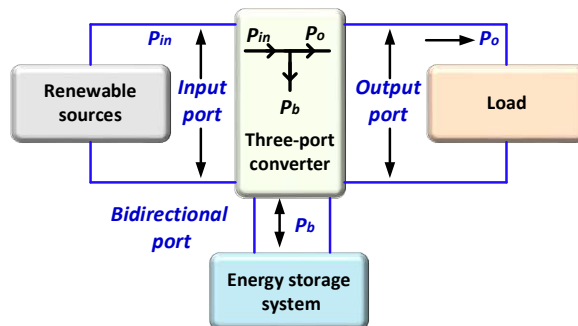 Pin
Renewable
sources
Input
port
Pin
Po
Pb
Three-port
converter
Output
port
Po
Load
Bidirectional
port
Pb
Energy storage
system